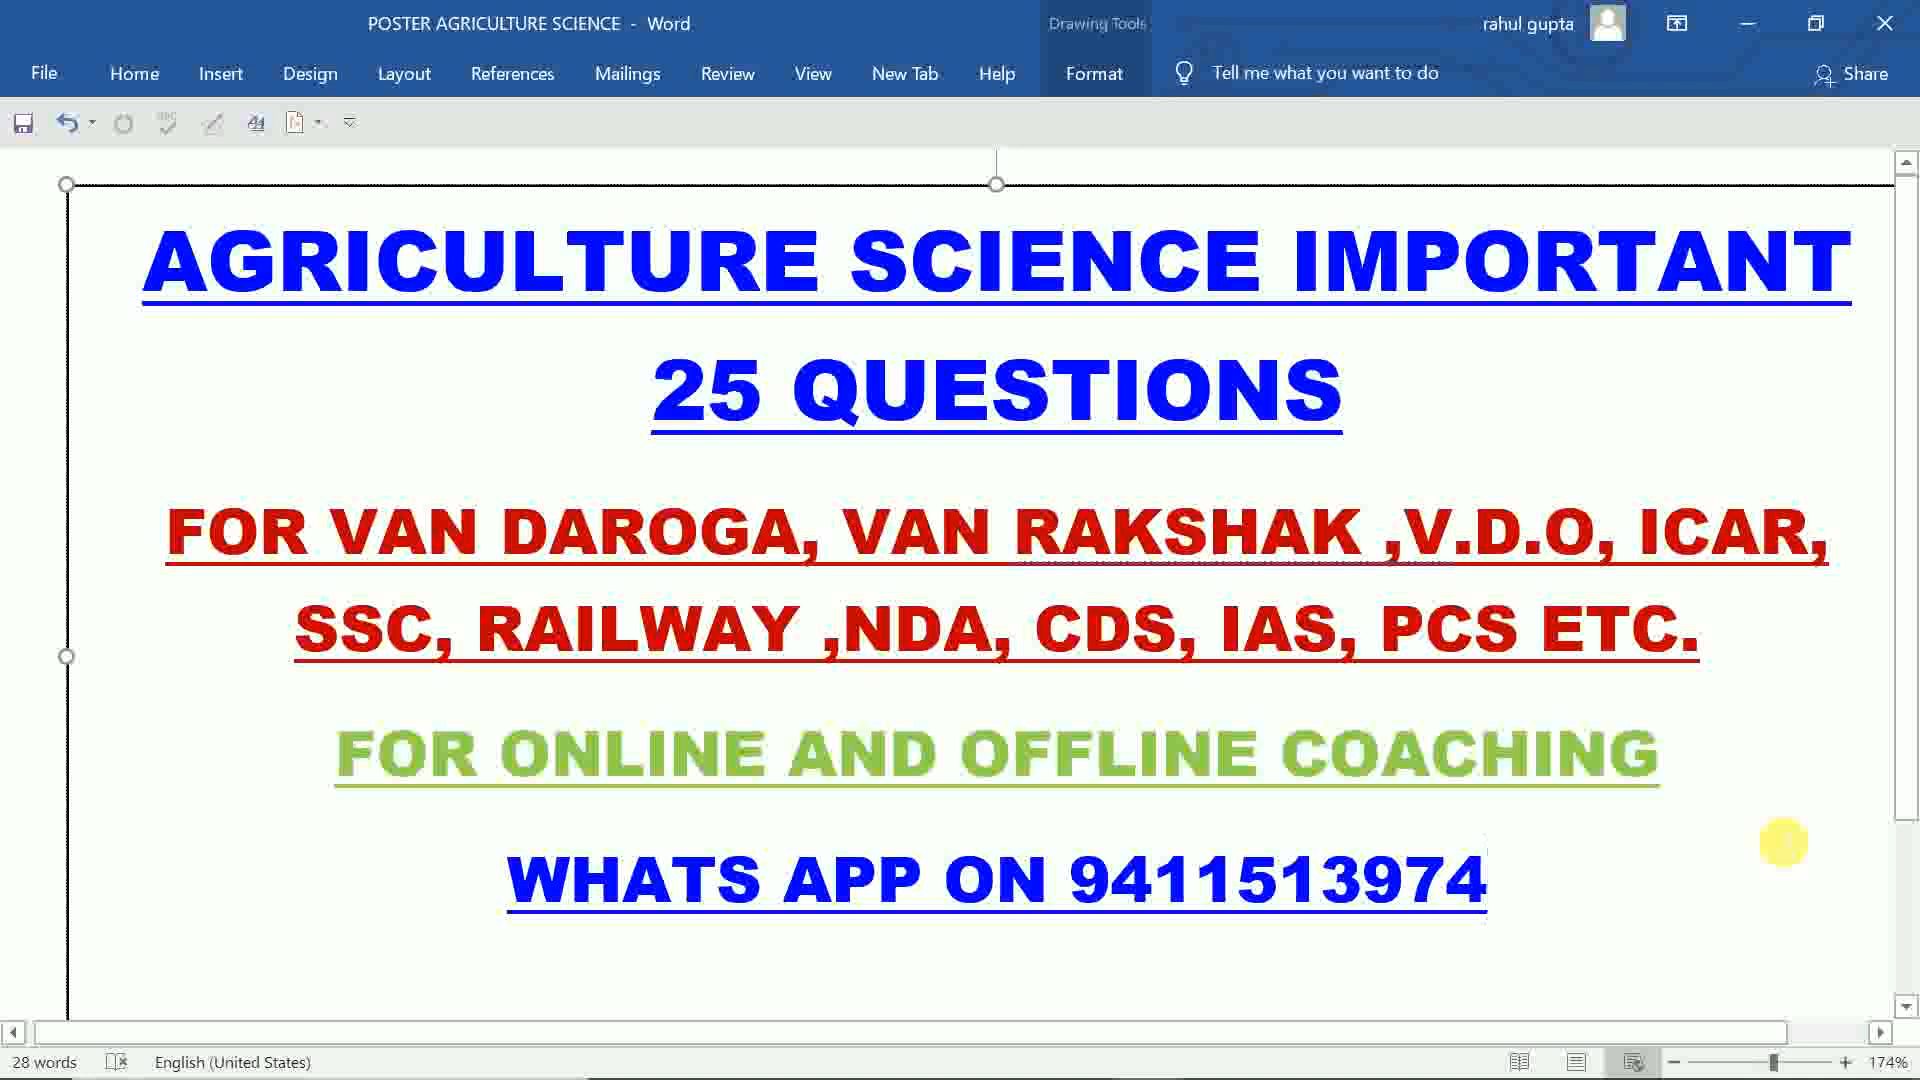 POSTER AGRICULTURE SCIENCE - Word
Drawing Tools
rahul gupta
File Home Insert Design Layout References Mailings Review View New Tab Help Format Tell me what you want to do Share
AGRICULTURE SCIENCE IMPORTANT
25 QUESTIONS
FOR VAN DAROGA, VAN RAKSHAK ,V.D.O, ICAR,
SSC, RAILWAY ,NDA, CDS, IAS, PCS ETC.
FOR ONLINE AND OFFLINE COACHING
WHATS APP ON 9411513974
28 words English (United States) 174%